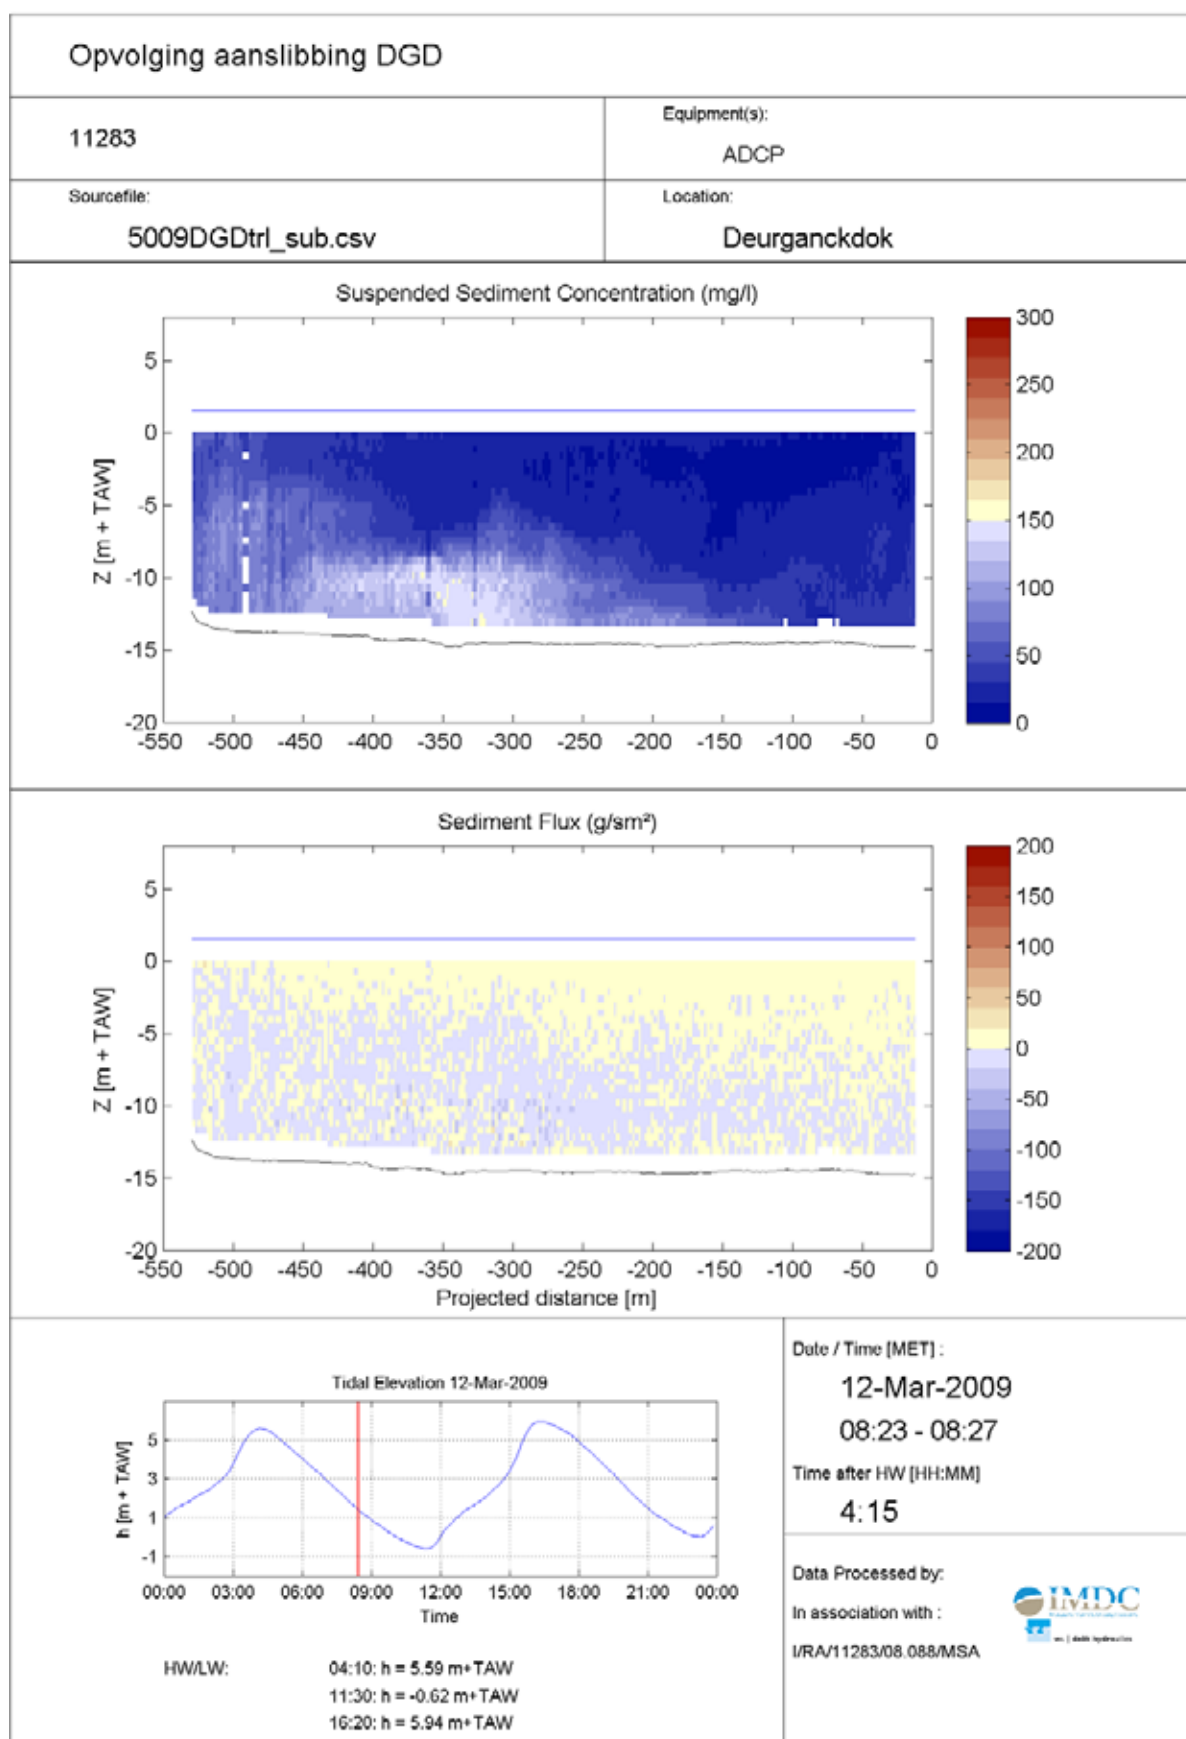 Opvolging aanslibbing DGD
11283
Equipment(s):
ADCP
Sourcefile:
5009DGDtrl_sub.csv
Location:
Deurganckdok
Suspended Sediment Concentration (mg/l)
5
0
-5
-10
-15
-20
Z [m + TAW]
-550 -500 -450 -400 -350 -300 -250 -200 -150 -100 -50 0
300
250
200
150
100
50
0
Sediment Flux (g/sm²)
5
0
-5
-10
-15
-20
Z [m + TAW]
-550 -500 -450 -400 -350 -300 -250 -200 -150 -100 -50 0
Projected distance [m]
200
150
100
50
0
-50
-100
-150
-200
Tidal Elevation 12-Mar-2009
5
3
1
-1
h [m + TAW]
00:00 03:00 06:00 09:00 12:00 15:00 18:00 21:00 00:00
Time
HW/LW:
04:10: h = 5.59 m+TAW
11:30: h = -0.62 m+TAW
16:20: h = 5.94 m+TAW
Date / Time [MET] :
12-Mar-2009
08:23 - 08:27
Time after HW [HH:MM]
4:15
Data Processed by:
In association with :
I/RA/11283/08.088/MSA
IMDC
wL | delft hydraulics